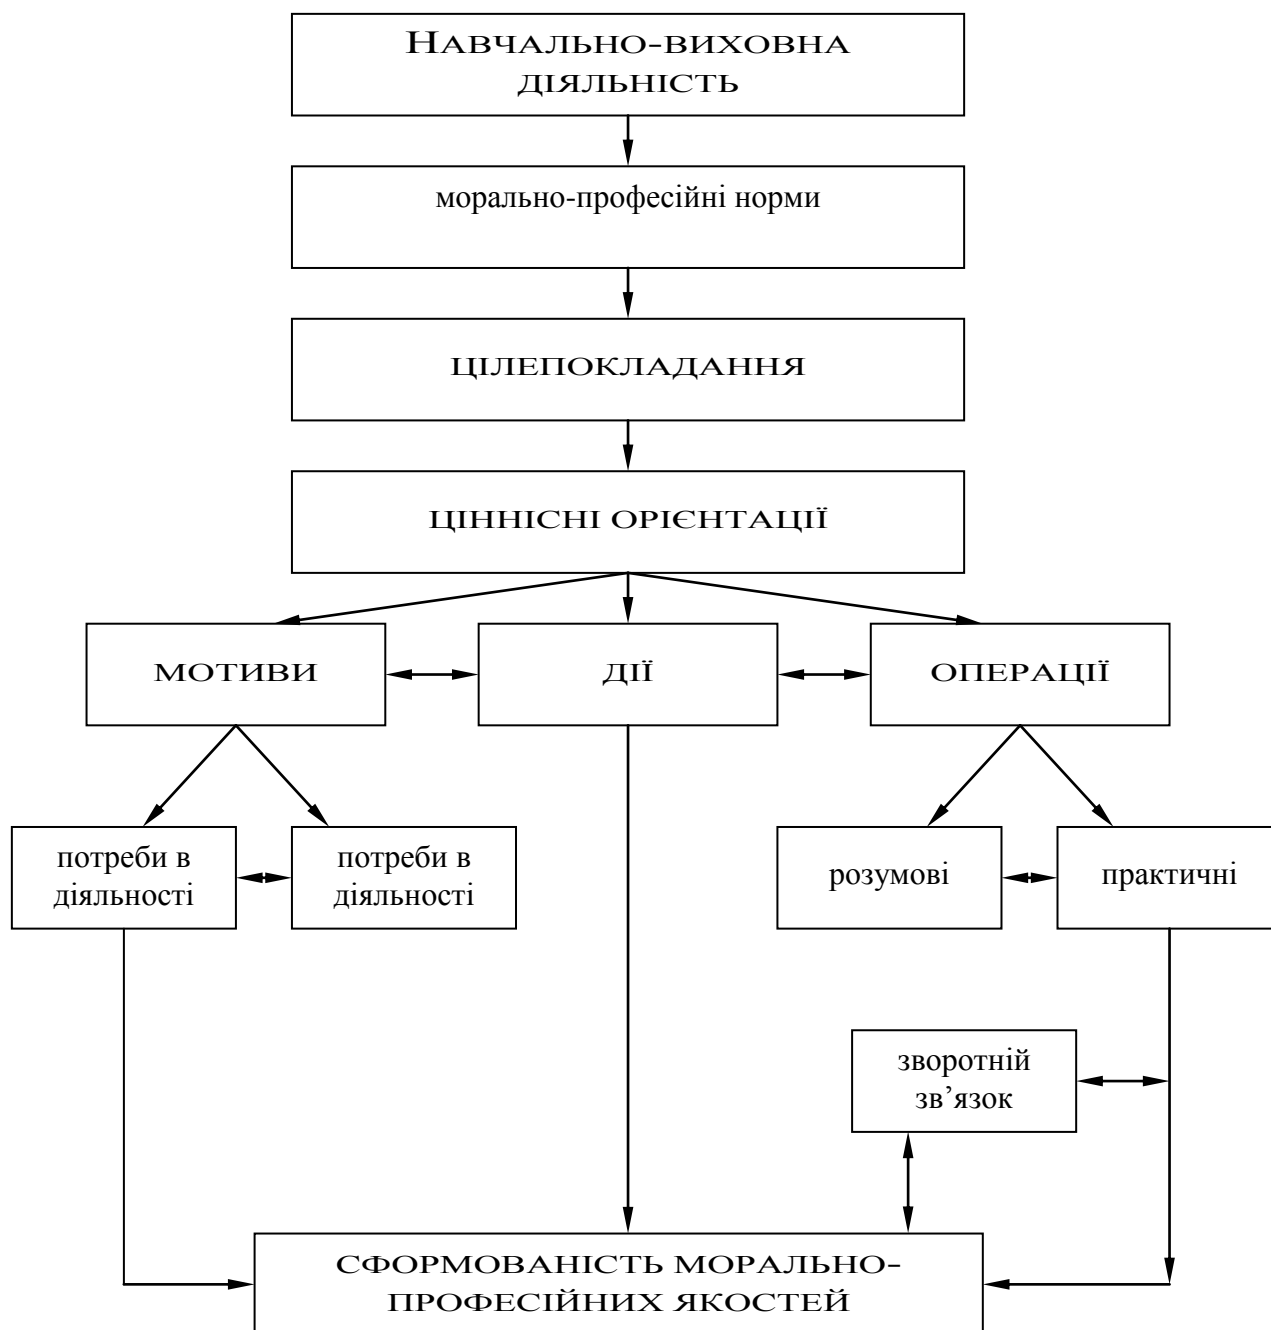 НАВЧАЛЬНО-ВИХОВНА
ДІЯЛЬНІСТЬ
морально-професійні норми
ЦІЛЕПОКЛАДАННЯ
ЦІННІСНІ ОРІЄНТАЦІЇ
МОТИВИ
ДІЇ
ОПЕРАЦІЇ
потреби в
діяльності
потреби в
діяльності
розумові
практичні
зворотній
зв’язок
СФОРМОВАНІСТЬ МОРАЛЬНО-
ПРОФЕСІЙНИХ ЯКОСТЕЙ